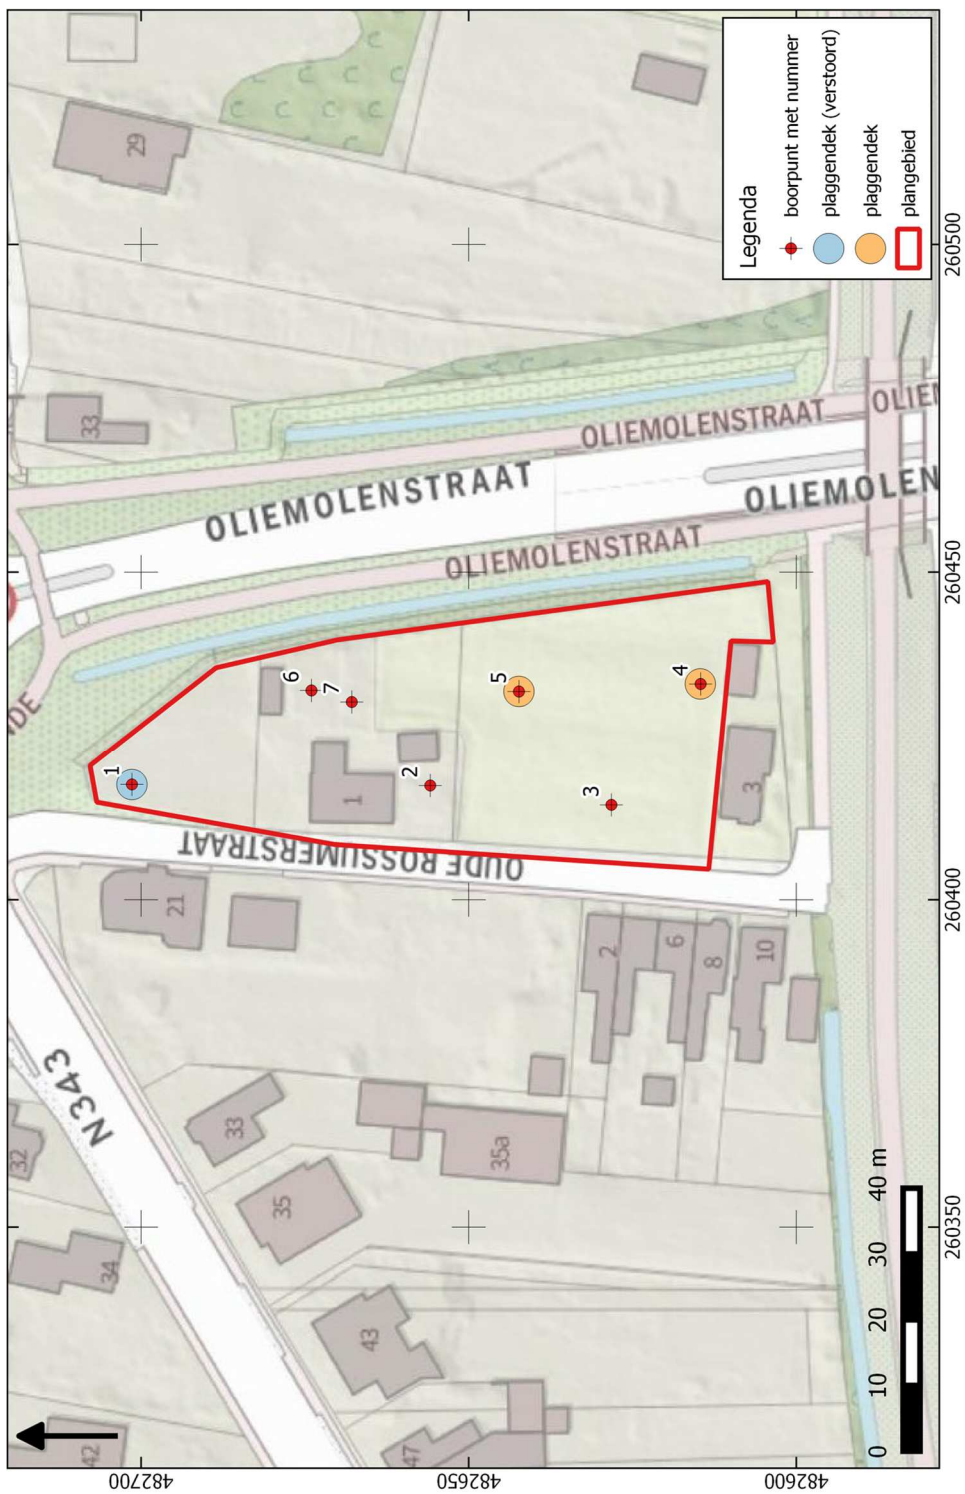 N343
32
34
42
33
35
43
47
35a
21
2
6
8
10
OUDE ROSSUMERSTRAAT
1
3
1
2
3
4
5
6
7
NDE
OLIEMOLENSTRAAT
OLIEMOLENSTRAAT
OLIEMOLENSTRAAT
OLIEMOLEN
OLIEM
33
29
Legenda
boorpunt met nummer
plaggendek (verstoord)
plaggendek
plangebied
0 10 20 30 40 m
260350
260400
260450
260500
482700
482650
482600